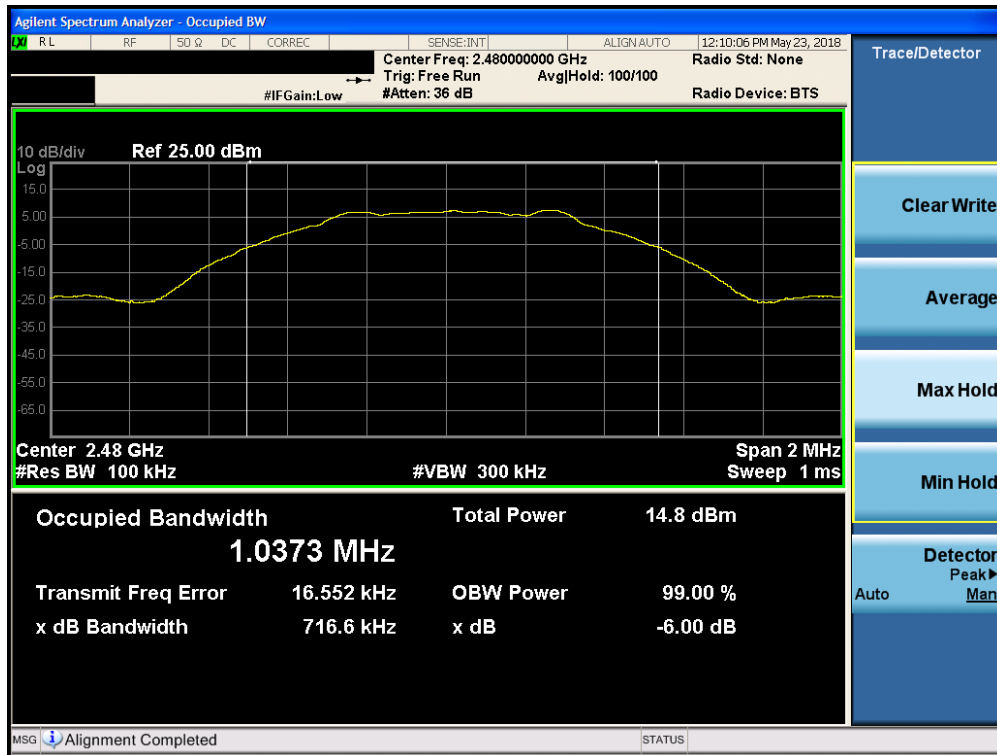 Agilent Spectrum Analyzer - Occupied BW
LXI RL RF 50 Ω DC CORREC SENSE:INT ALIGN AUTO 12:10:06 PM May 23, 2018
Center Freq: 2.480000000 GHz Radio Std: None
Trig: Free Run Avg|Hold: 100/100
#IFGain:Low #Atten: 36 dB Radio Device: BTS
10 dB/div Ref 25.00 dBm
Log
15.0
5.00
-5.00
-15.0
-25.0
-35.0
-45.0
-55.0
-65.0
Center 2.48 GHz Span 2 MHz
#Res BW 100 kHz #VBW 300 kHz Sweep 1 ms
Occupied Bandwidth Total Power 14.8 dBm
1.0373 MHz
Transmit Freq Error 16.552 kHz OBW Power 99.00 %
x dB Bandwidth 716.6 kHz x dB -6.00 dB
MSG Alignment Completed STATUS
Trace/Detector
Clear Write
Average
Max Hold
Min Hold
Detector
Peak
Auto Man